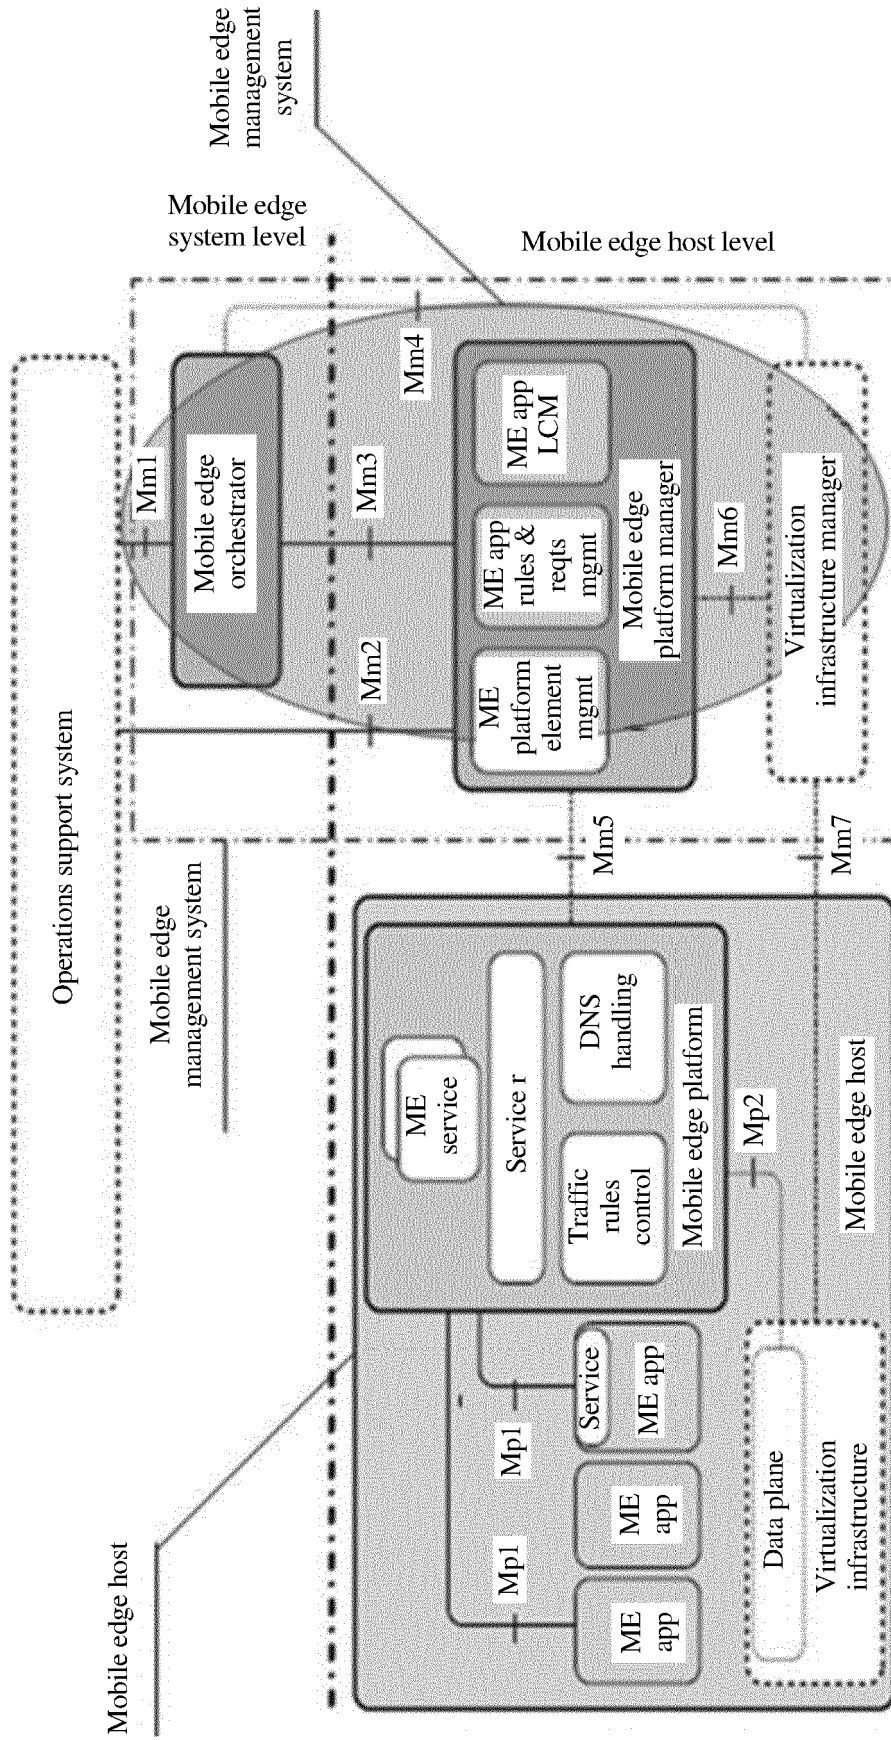 Operations support system
Mobile edge
management system
Mobile edge host
Mm1
Mobile edge
orchestrator
Mobile edge
system level
Mobile edge
management
system
Mm2
Mm3
Mm4
Mobile edge host level
ME
service
Service r
Traffic
rules
control
DNS
handling
Mobile edge platform
Mp1
Mp1
ME
app
ME
app
Service
ME app
Mp2
Data plane
Virtualization
infrastructure
Mobile edge host
Mm5
Mm7
ME
platform
element
mgmt
ME app
rules &
reqts
mgmt
ME app
LCM
Mobile edge
platform manager
Mm6
Virtualization
infrastructure manager